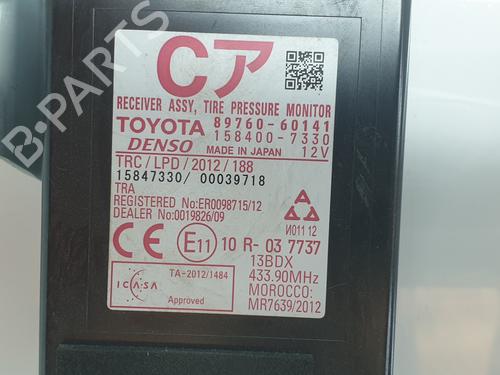 Cア
RECEIVER ASSY, TIRE PRESSURE MONITOR
TOYOTA 89760-60141
158400-7330
DENSO MADE IN JAPAN 12V
TRC/LPD/2012/188
15847330/ 00039718
TRA
REGISTERED No:ER0098715/12
DEALER No:0019826/09
И011 12
CE E11 10 R- 03 7737
13BDX
433.90MHz
MOROCCO:
MR7639/2012
ICASA
TA-2012/1484
Approved
B-PARTS